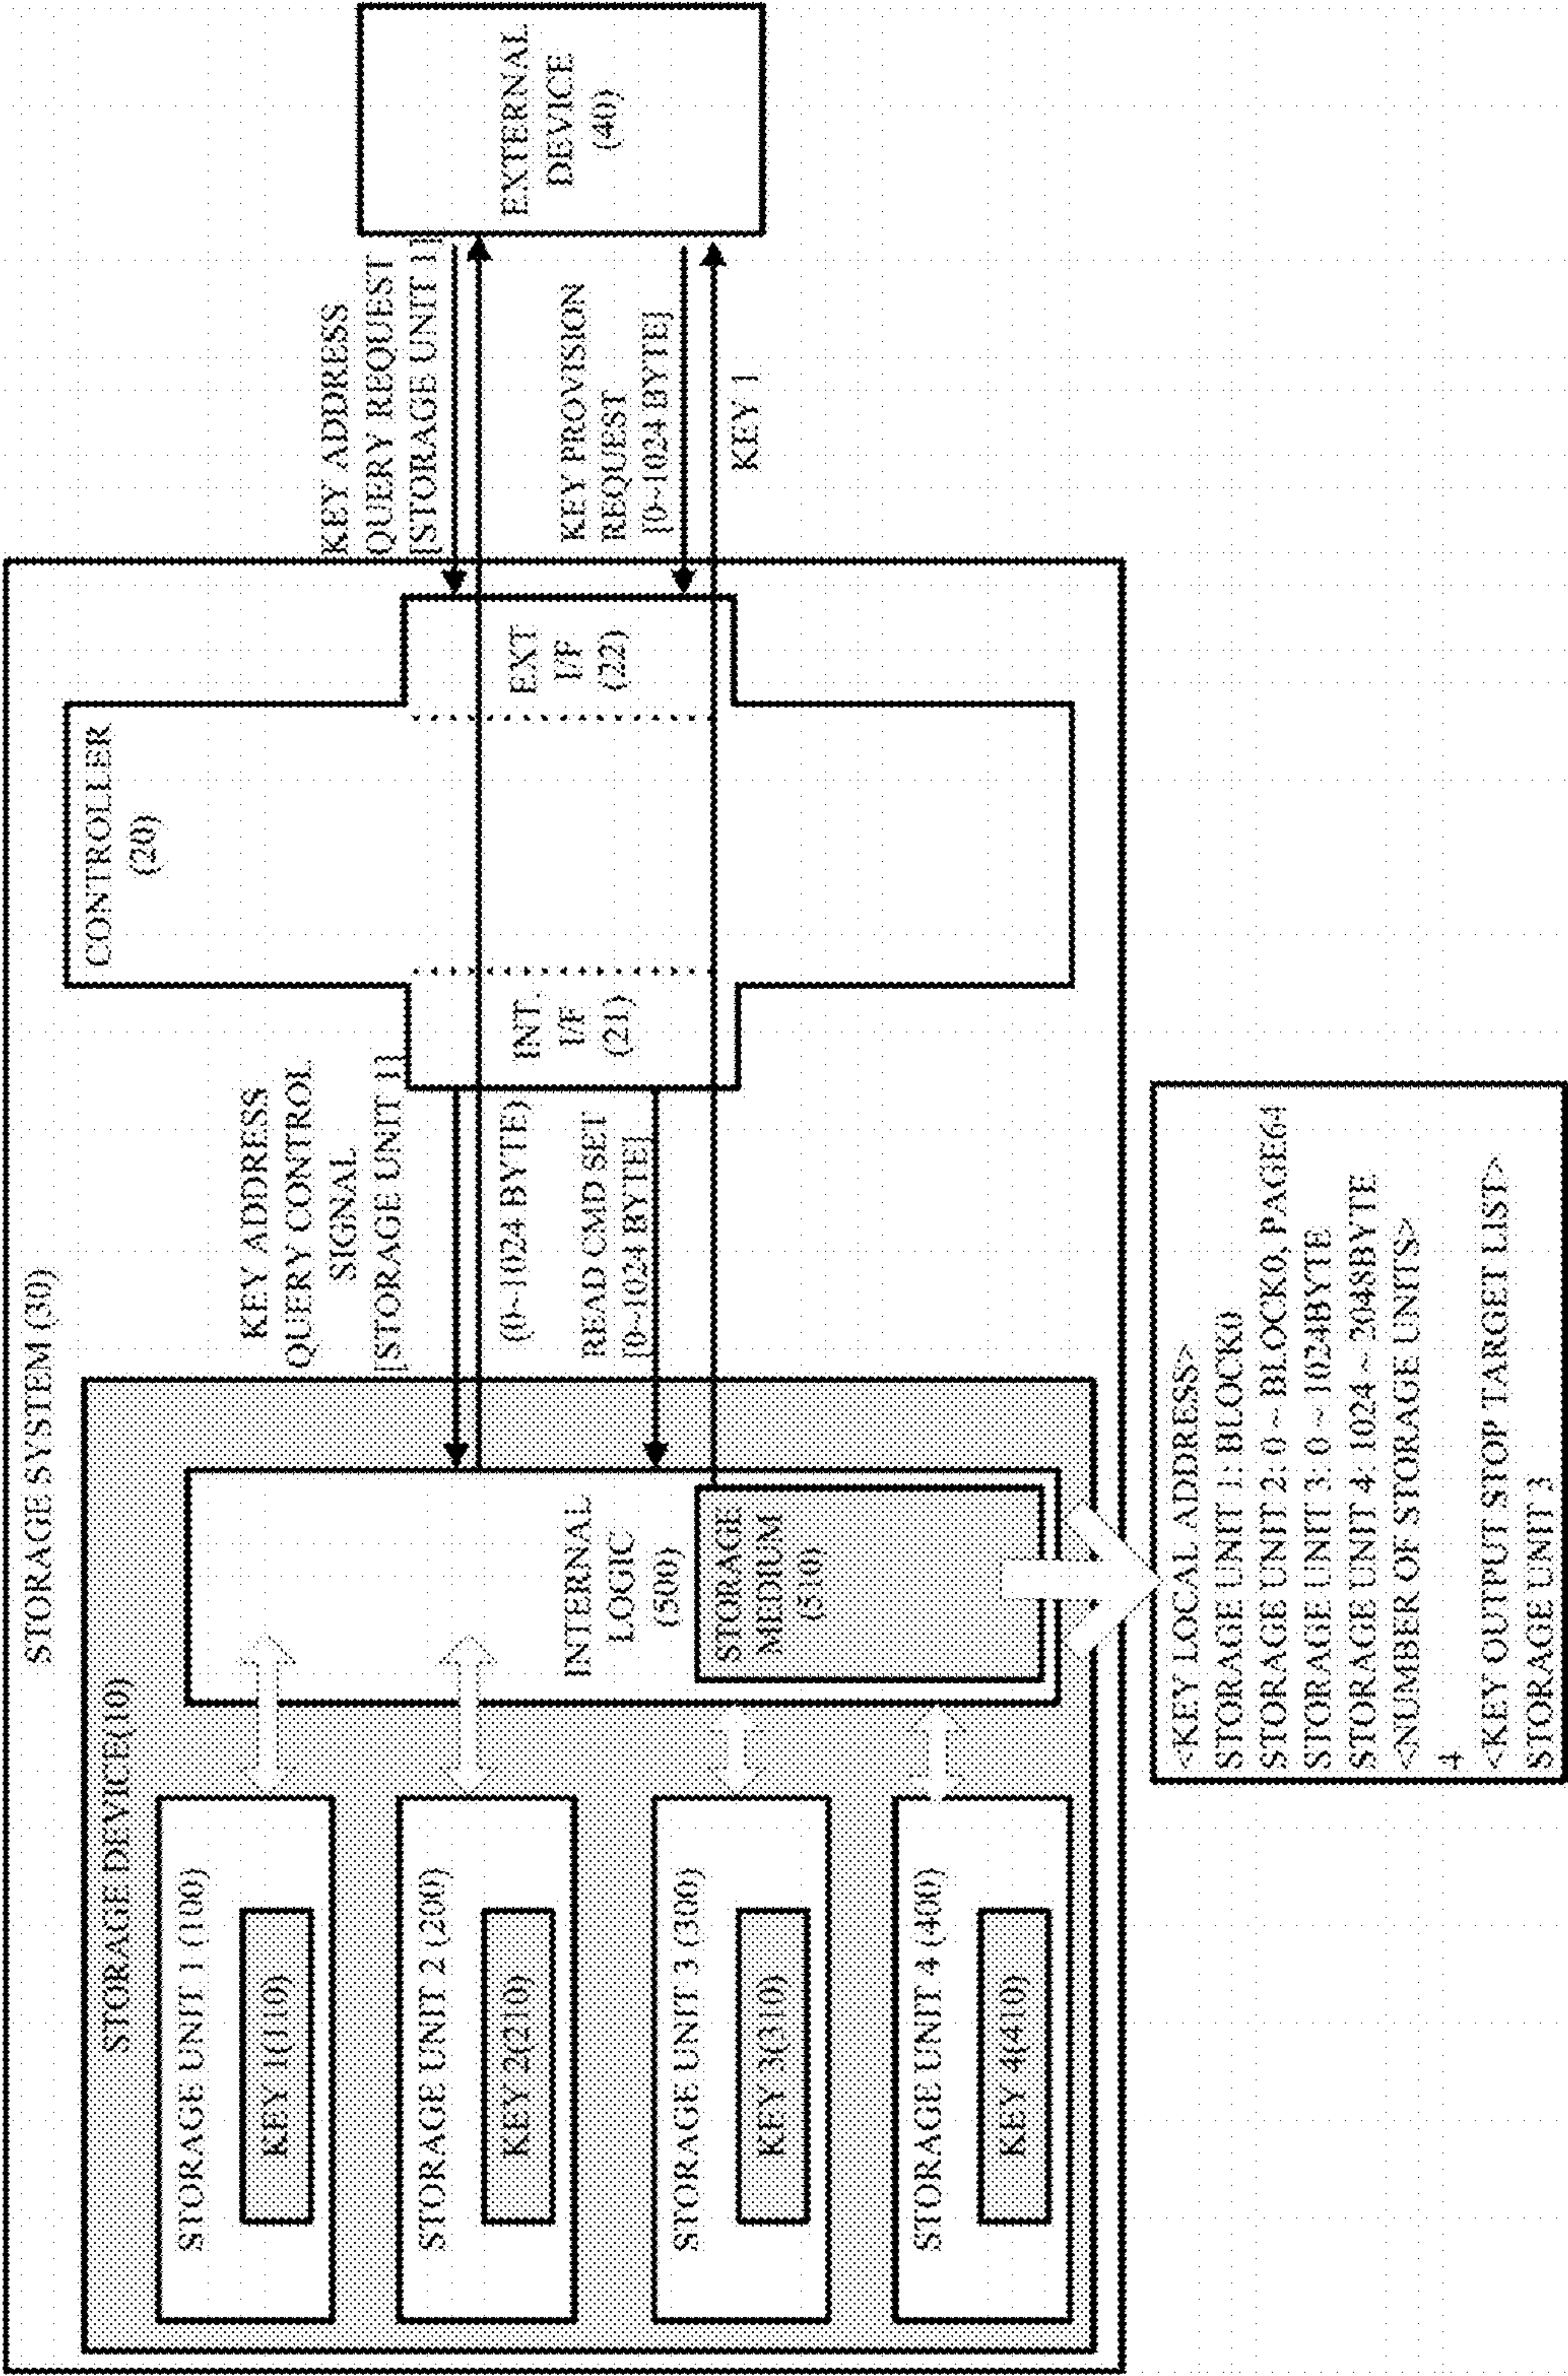 STORAGE SYSTEM (30)
STORAGE DEVICE(10)
STORAGE UNIT 1 (100)
KEY 1(110)
STORAGE UNIT 2 (200)
KEY 2(210)
STORAGE UNIT 3 (300)
KEY 3(310)
STORAGE UNIT 4 (400)
KEY 4(410)
INTERNAL
LOGIC
(500)
STORAGE
MEDIUM
(510)
KEY ADDRESS
QUERY CONTROL
SIGNAL
[STORAGE UNIT 1]
(0~1024 BYTE)
READ CMD SET
[0~1024 BYTE]
CONTROLLER
(20)
INT.
I/F
(21)
EXT
I/F
(22)
KEY ADDRESS
QUERY REQUEST
[STORAGE UNIT 1]
KEY PROVISION
REQUEST
[0~1024 BYTE]
KEY 1
EXTERNAL
DEVICE
(40)
<KEY LOCAL ADDRESS>
STORAGE UNIT 1: BLOCK0
STORAGE UNIT 2: 0 ~ BLOCK0, PAGE64
STORAGE UNIT 3: 0 ~ 1024BYTE
STORAGE UNIT 4: 1024 ~ 2048BYTE
<NUMBER OF STORAGE UNITS>
4
<KEY OUTPUT STOP TARGET LIST>
STORAGE UNIT 3